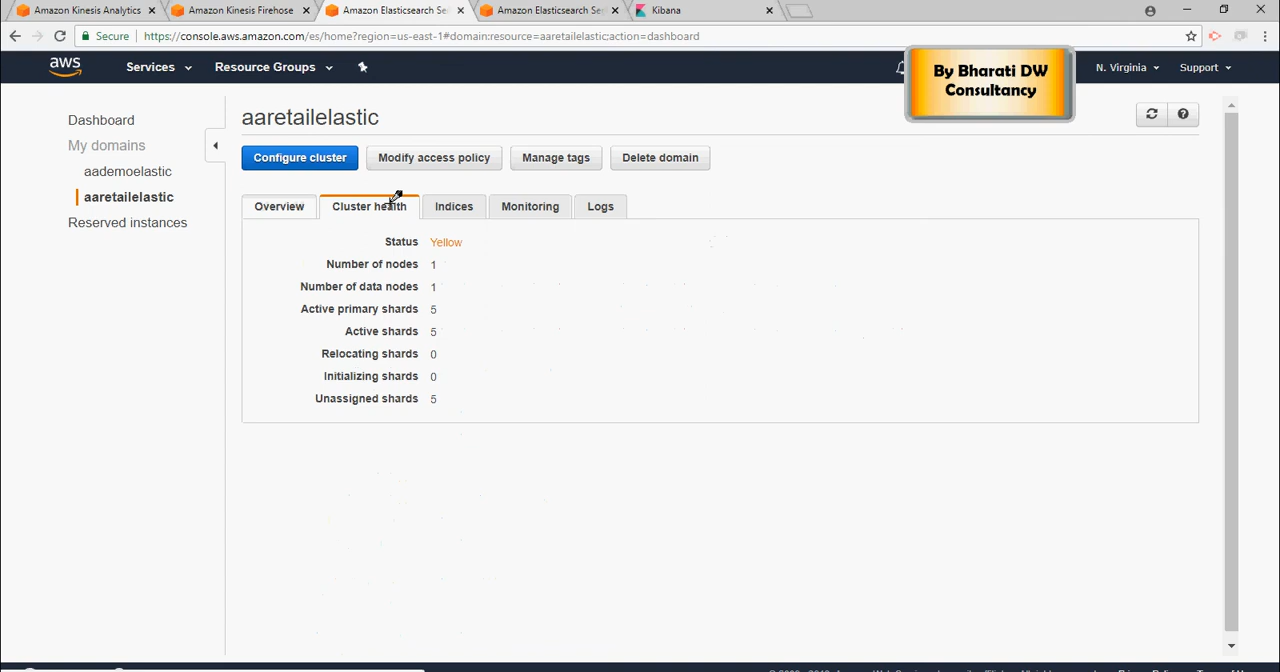 Amazon Kinesis Analytics
Amazon Kinesis Firehose
Amazon Elasticsearch Se
Amazon Elasticsearch Se
Kibana
Secure
https://console.aws.amazon.com/es/home?region=us-east-1#domain:resource=aaretailelastic;action=dashboard
aws
Services
Resource Groups
N. Virginia
Support
By Bharati DW
Consultancy
Dashboard
My domains
aademoelastic
aaretailelastic
Reserved instances
aaretailelastic
Configure cluster
Modify access policy
Manage tags
Delete domain
Overview
Cluster health
Indices
Monitoring
Logs
Status Yellow
Number of nodes 1
Number of data nodes 1
Active primary shards 5
Active shards 5
Relocating shards 0
Initializing shards 0
Unassigned shards 5